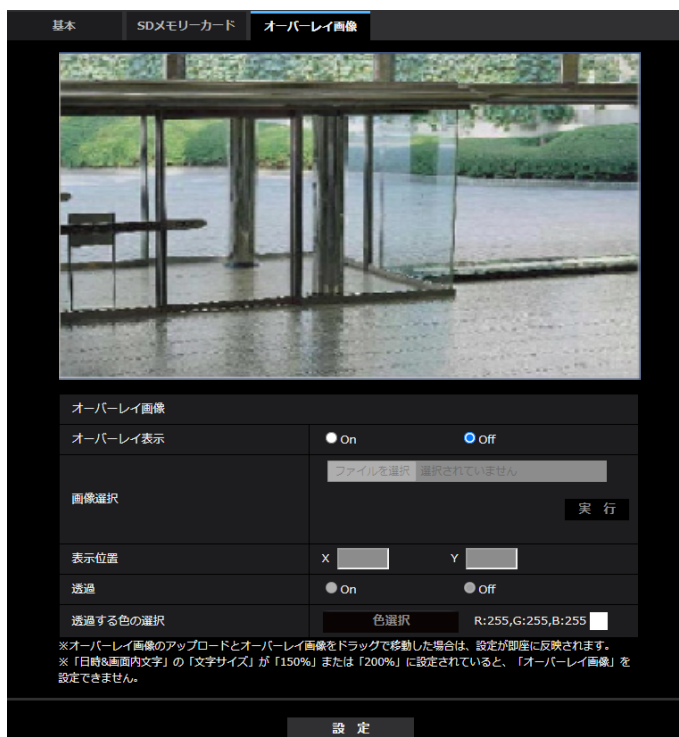 基本 SDメモリーカード オーバーレイ画像
オーバーレイ画像
オーバーレイ表示 On Off
ファイルを選択 選択されていません
画像選択
実 行
表示位置 X Y
透過 On Off
透過する色の選択 色選択 R:255,G:255,B:255
※オーバーレイ画像のアップロードとオーバーレイ画像をドラッグで移動した場合は、設定が即座に反映されます。
※「日時&画面内文字」の「文字サイズ」が「150%」または「200%」に設定されていると、「オーバーレイ画像」を
設定できません。
設 定